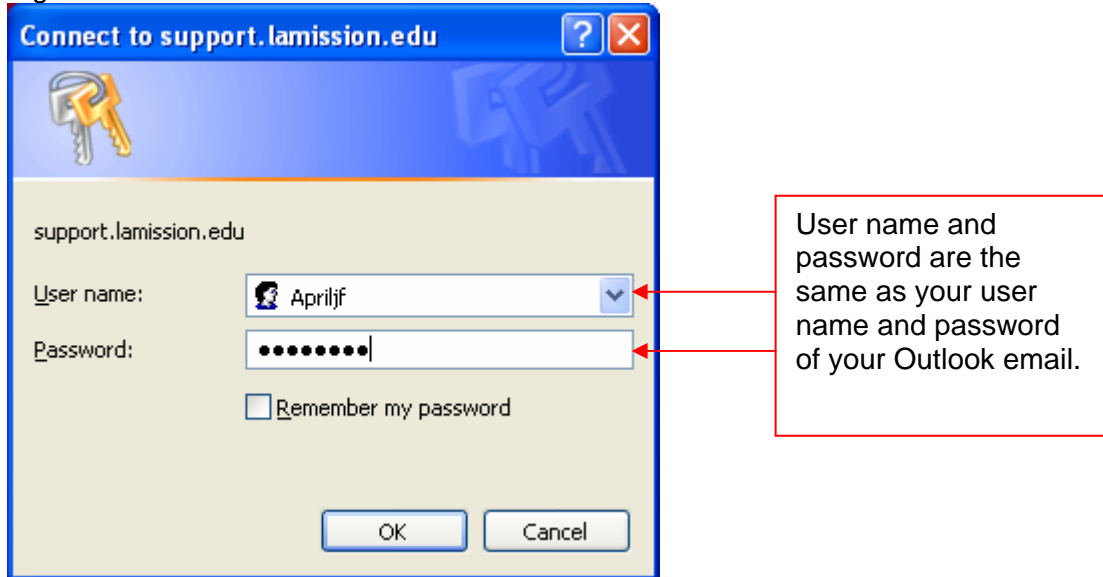 Connect to support.lamission.edu
support.lamission.edu
User name:
Apriljf
Password:
••••••••
Remember my password
OK
Cancel
User name and
password are the
same as your user
name and password
of your Outlook email.